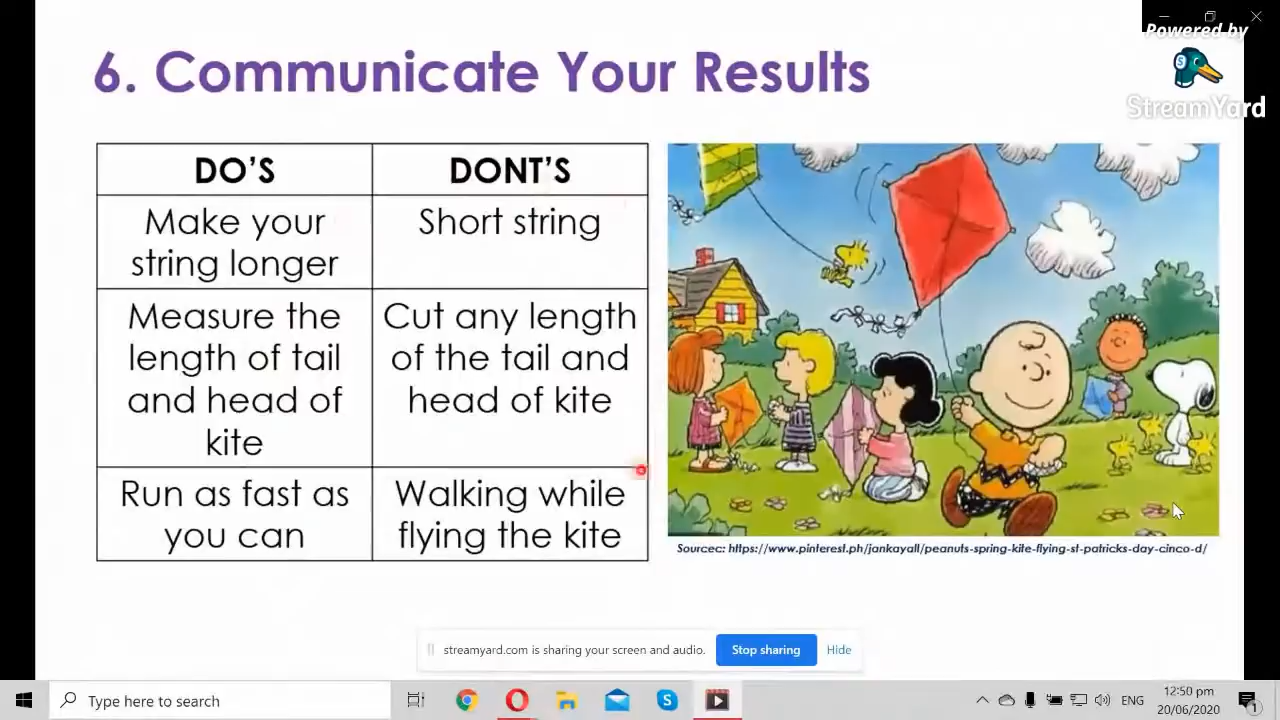 6. Communicate Your Results
Powered by
StreamYard
DO'S
DONT'S
Make your
string longer
Short string
Measure the
length of tail
and head of
kite
Cut any length
of the tail and
head of kite
Run as fast as
you can
Walking while
flying the kite
Sourcec: https://www.pinterest.ph/jankayall/peanuts-spring-kite-flying-st-patricks-day-cinco-d/
streamyard.com is sharing your screen and audio.
Stop sharing
Hide
Type here to search
ENG
12:50 pm
20/06/2020
1